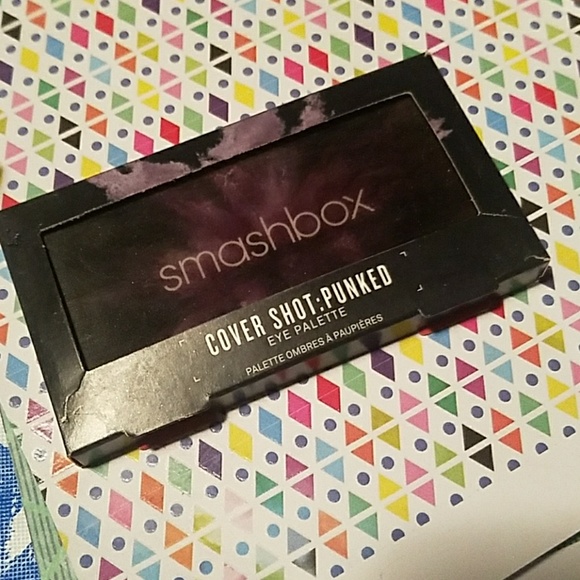 smashbox
COVER SHOT: PUNKED
EYE PALETTE
PALETTE OMBRES À PAUPIÈRES